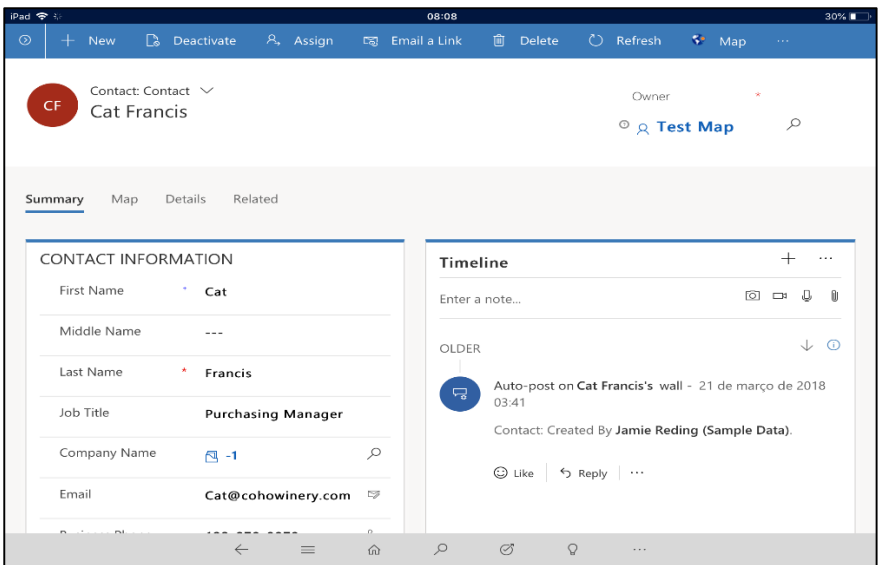 iPad 08:08 30%
New Deactivate Assign Email a Link Delete Refresh Map ...
CF
Contact: Contact
Cat Francis
Owner *
Test Map
Summary Map Details Related
CONTACT INFORMATION
First Name * Cat
Middle Name ---
Last Name * Francis
Job Title Purchasing Manager
Company Name -1
Email Cat@cohowinery.com
Timeline
Enter a note...
OLDER
Auto-post on Cat Francis's wall - 21 de março de 2018
03:41
Contact: Created By Jamie Reding (Sample Data).
Like Reply ...